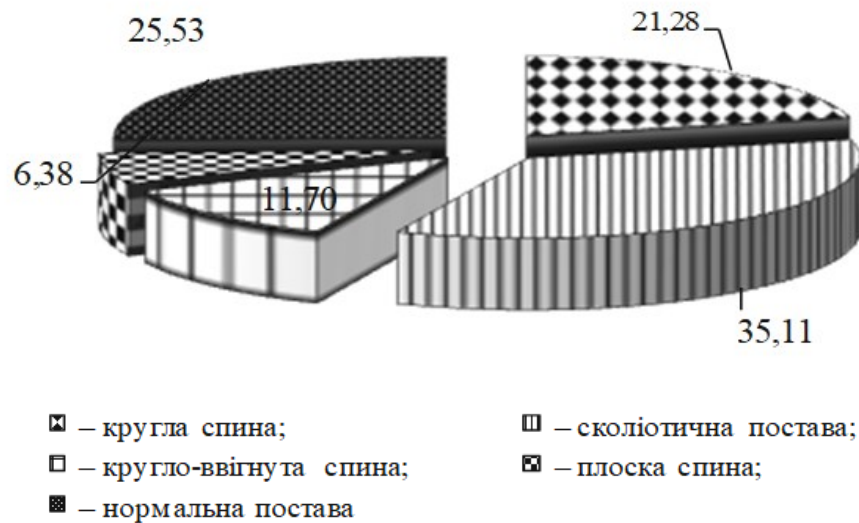 25,53
21,28
6,38
11,70
35,11
– кругла спина;
– сколіотична постава;
– кругло-ввігнута спина;
– плоска спина;
– нормальна постава